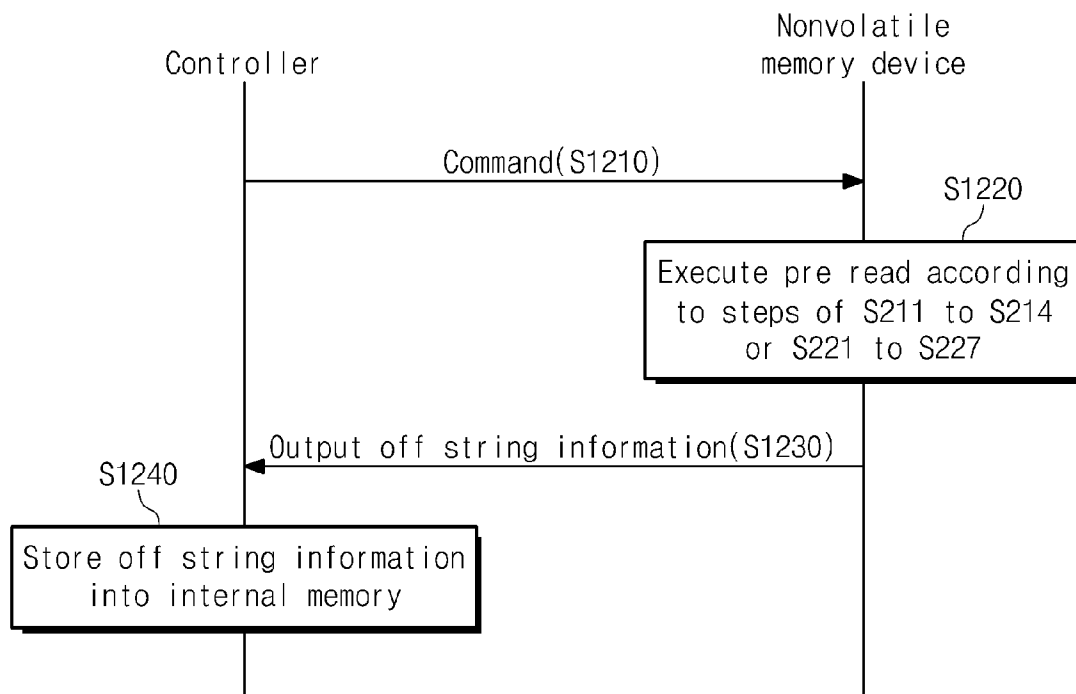 Controller
Nonvolatile
memory device
Command(S1210)
S1220
Execute pre read according
to steps of S211 to S214
or S221 to S227
Output off string information(S1230)
S1240
Store off string information
into internal memory